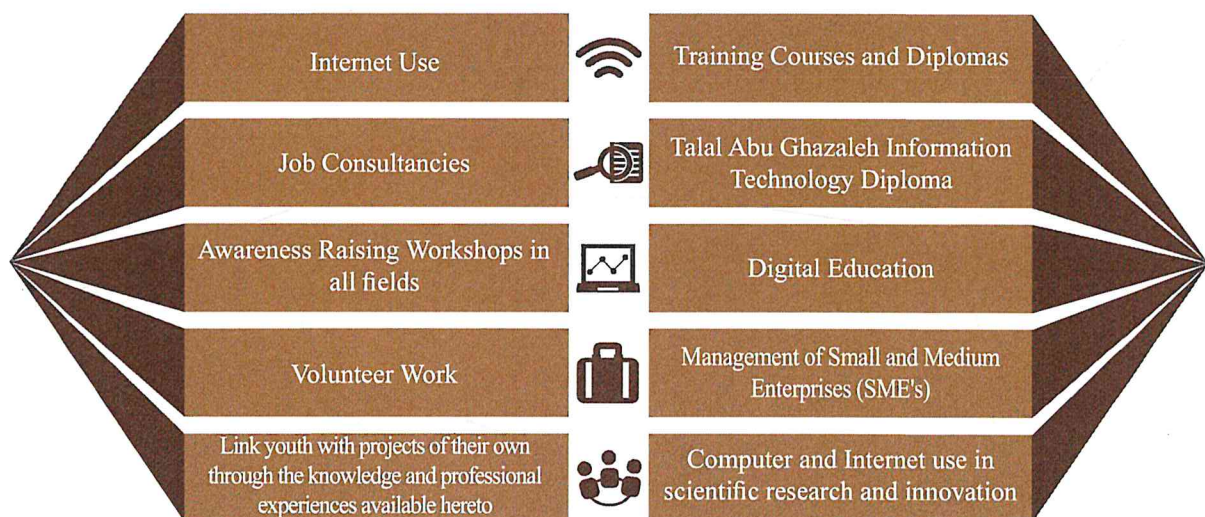 Internet Use
Training Courses and Diplomas
Job Consultancies
Talal Abu Ghazaleh Information
Technology Diploma
Awareness Raising Workshops in
all fields
Digital Education
Volunteer Work
Management of Small and Medium
Enterprises (SME's)
Link youth with projects of their own
through the knowledge and professional
experiences available hereto
Computer and Internet use in
scientific research and innovation